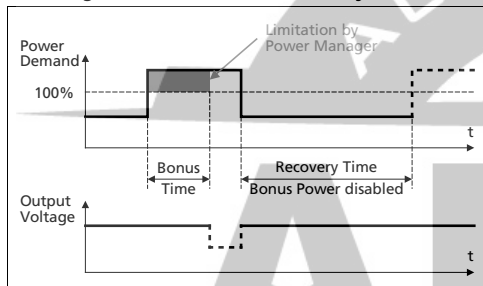 Limitation by
Power Manager
Power
Demand
100%
t
Bonus
Time
Recovery Time
Bonus Power disabled
Output
Voltage
t